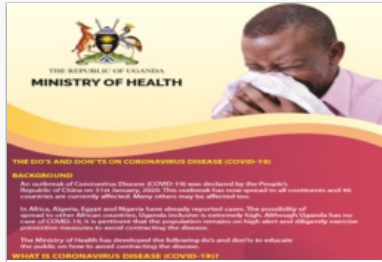 THE REPUBLIC OF UGANDA
MINISTRY OF HEALTH
THE DO'S AND DON'TS ON CORONAVIRUS DISEASE (COVID-19)
BACKGROUND
An outbreak of Coronavirus Disease (COVID-19) was declared by the People's
Republic of China on 31st January, 2020. This outbreak has now spread to all continents and 46
countries are currently affected. Many others may be affected too.
In Africa, Algeria, Egypt and Nigeria have already reported cases. The possibility of
spread to other African countries, Uganda inclusive is extremely high. Although Uganda has no
case of COVID-19, it is pertinent that the population remains on high alert and diligently exercise
preventive measures to avoid contracting the disease.
The Ministry of Health has developed the following do's and don'ts to educate
the public on how to avoid contracting the disease.
WHAT IS CORONAVIRUS DISEASE (COVID-19)?